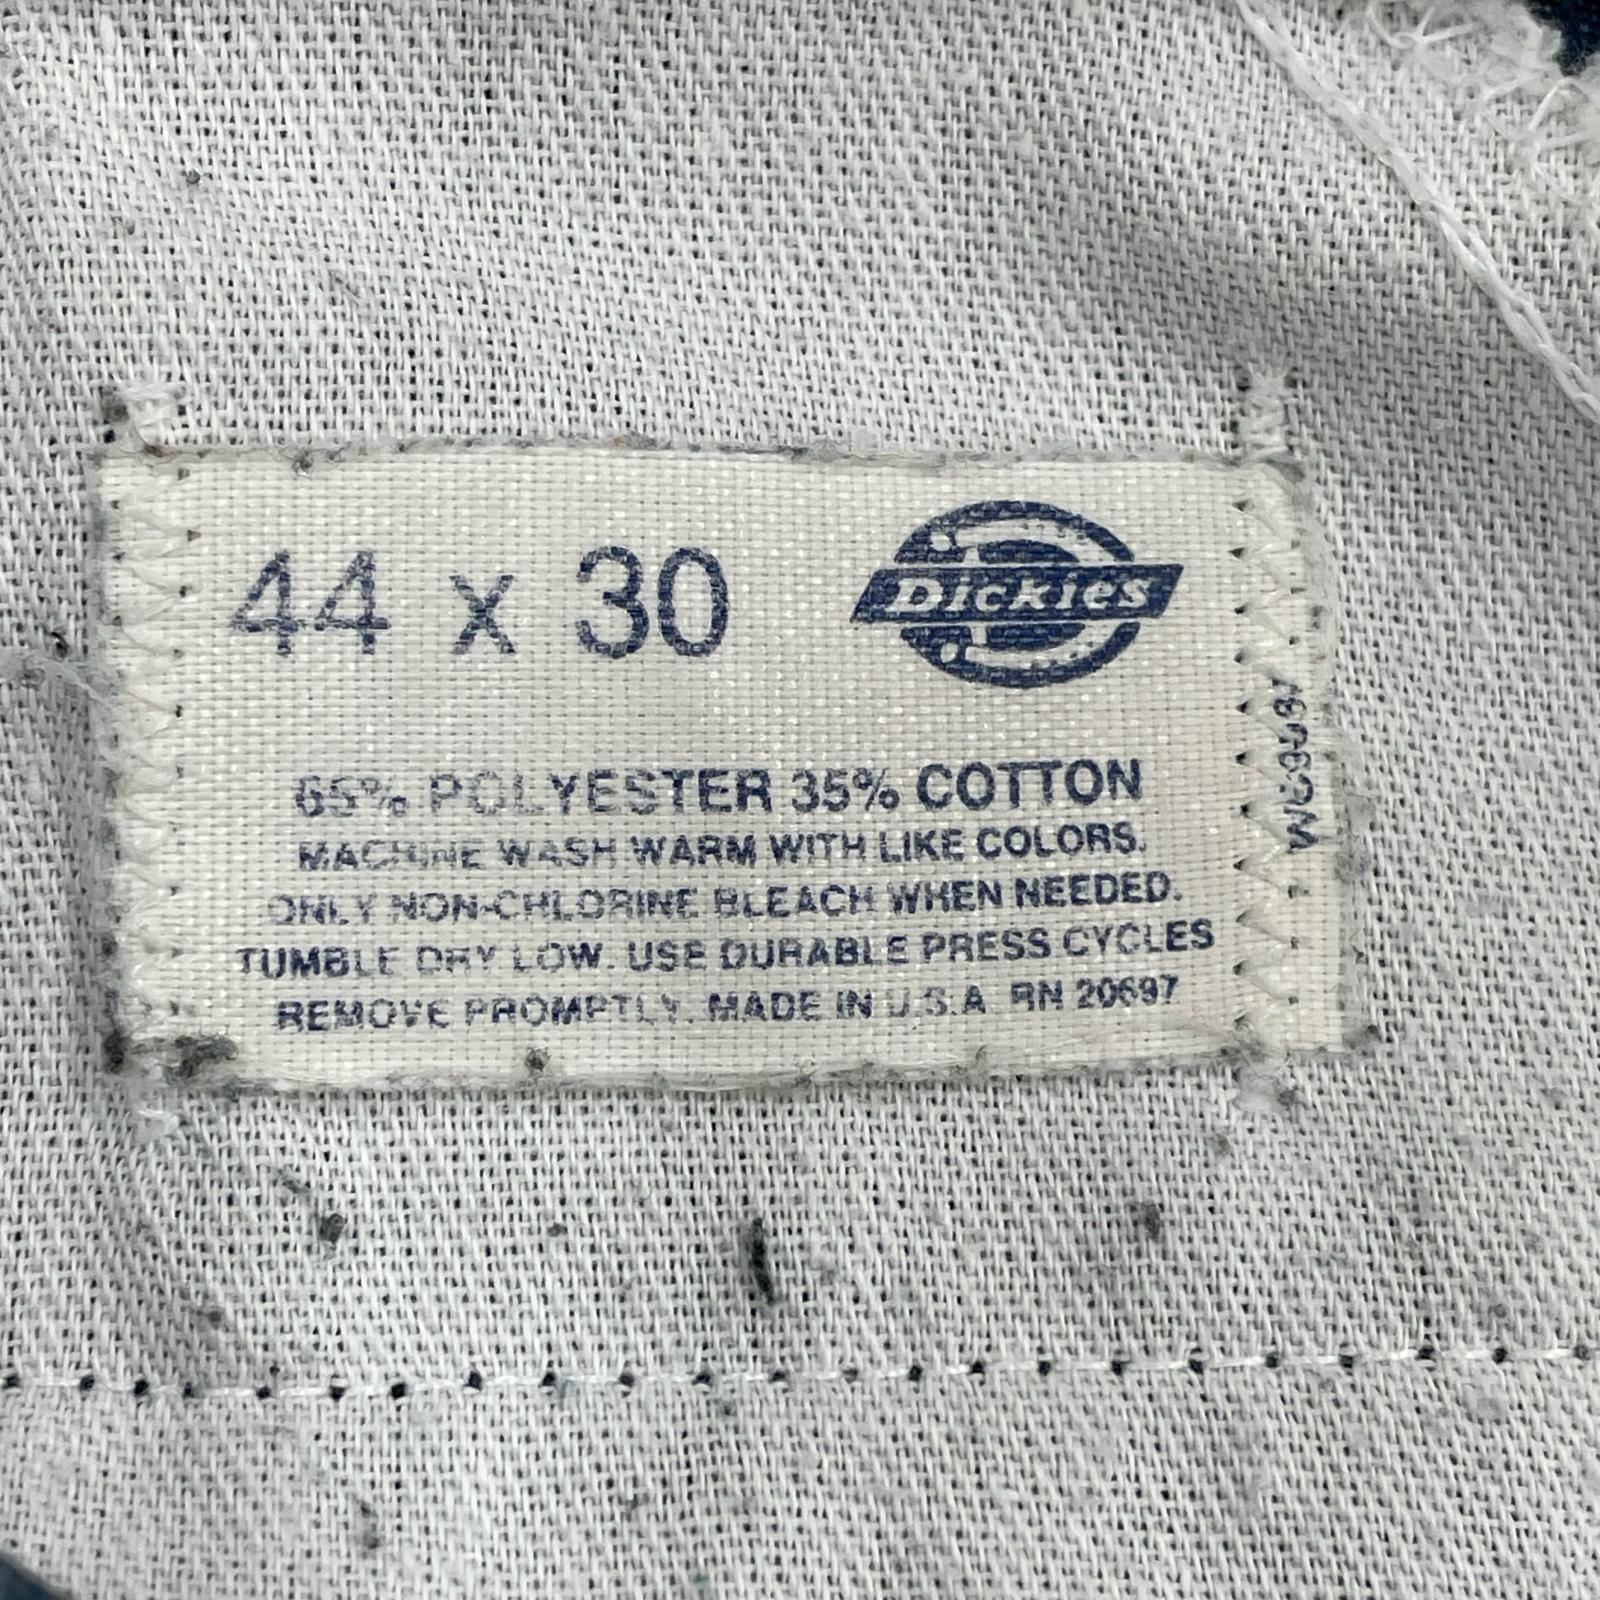 44 x 30
Dickies
65% POLYESTER 35% COTTON
MACHINE WASH WARM WITH LIKE COLORS.
ONLY NON-CHLORINE BLEACH WHEN NEEDED.
TUMBLE DRY LOW. USE DURABLE PRESS CYCLES
REMOVE PROMPTLY. MADE IN U.S.A RN 20697